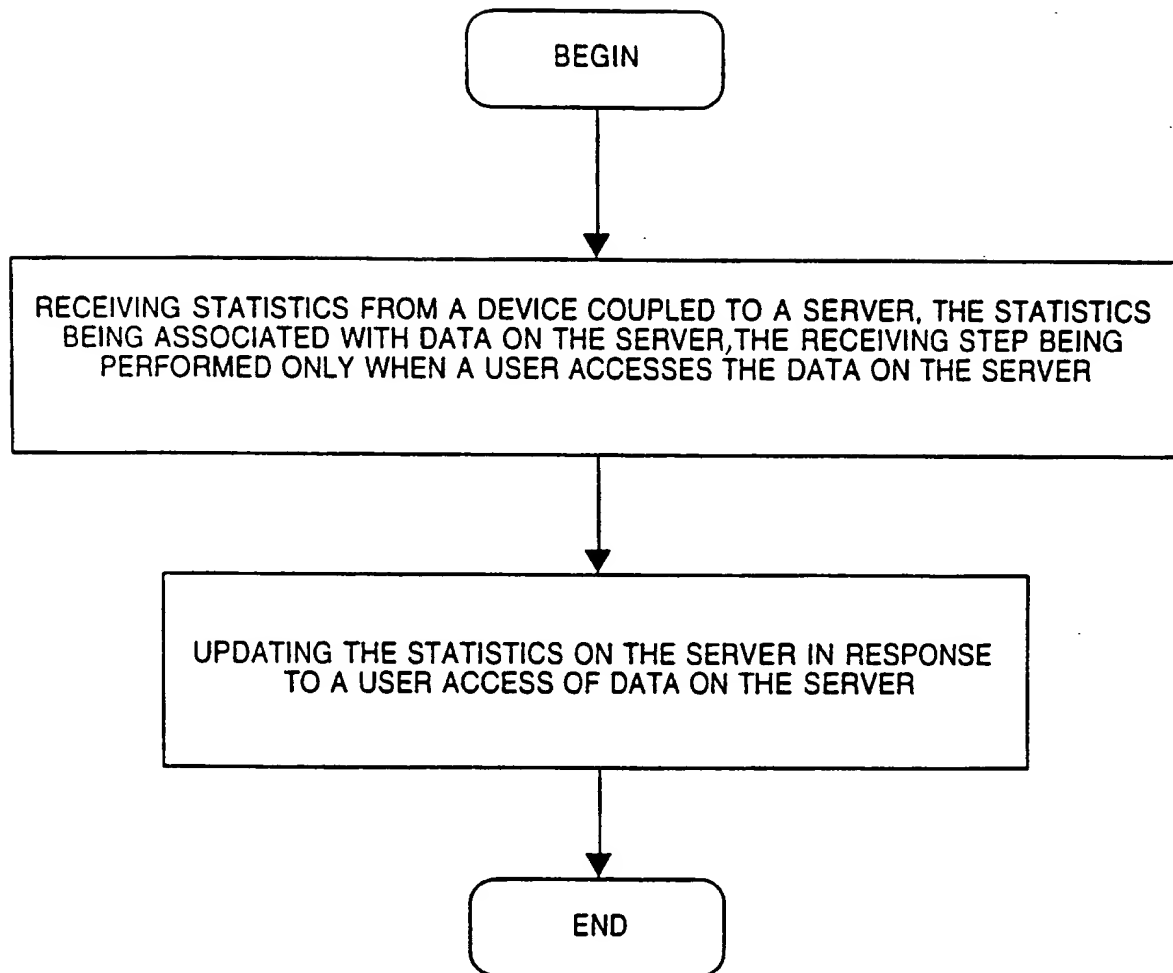 BEGIN
RECEIVING STATISTICS FROM A DEVICE COUPLED TO A SERVER, THE STATISTICS
BEING ASSOCIATED WITH DATA ON THE SERVER,THE RECEIVING STEP BEING
PERFORMED ONLY WHEN A USER ACCESSES THE DATA ON THE SERVER
UPDATING THE STATISTICS ON THE SERVER IN RESPONSE
TO A USER ACCESS OF DATA ON THE SERVER
END